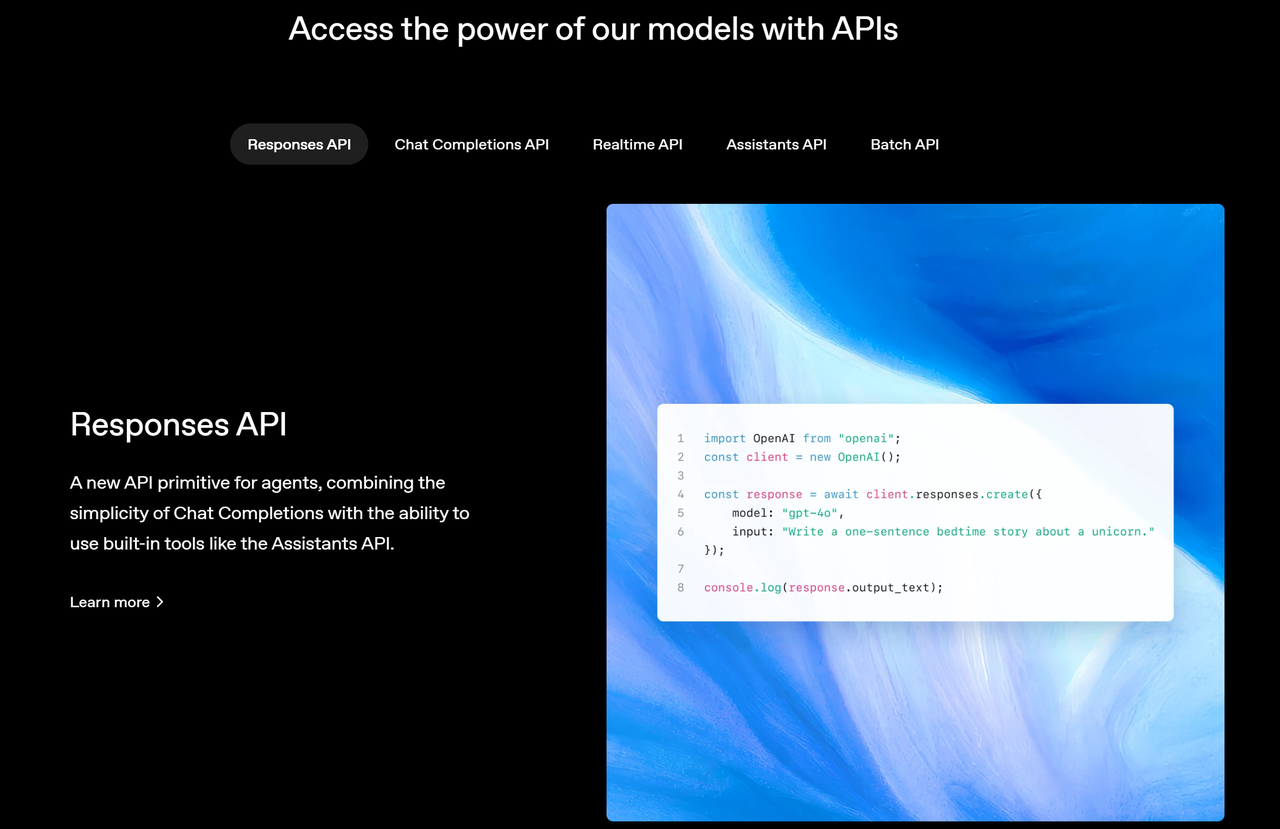 Access the power of our models with APIs
Responses API Chat Completions API Realtime API Assistants API Batch API
Responses API
A new API primitive for agents, combining the
simplicity of Chat Completions with the ability to
use built-in tools like the Assistants API.
Learn more
1 import OpenAI from "openai";
2 const client = new OpenAI();
3
4 const response = await client.responses.create({
5     model: "gpt-4o",
6     input: "Write a one-sentence bedtime story about a unicorn."
});
7
8 console.log(response.output_text);